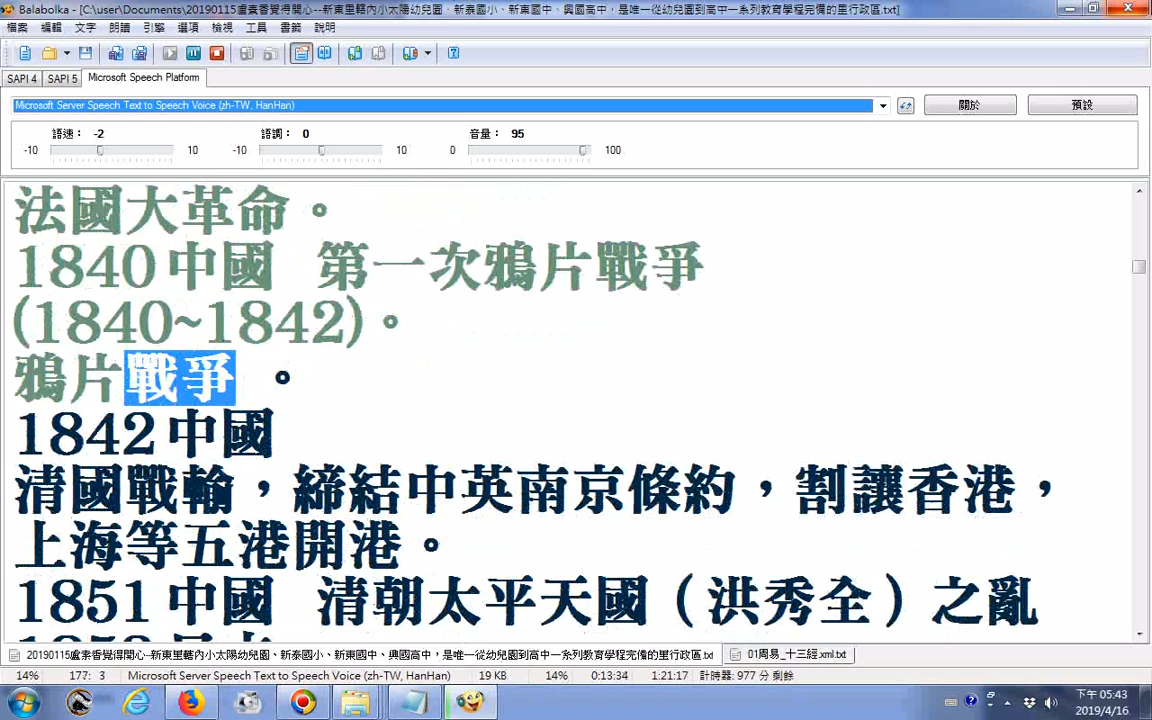 Balabolka - [C:\user\Documents\20190115盧素香覺得開心--新東里轄內小太陽幼兒園、新泰國小、新東國中、興國高中，是唯一從幼兒園到高中一系列教育學程完備的里行政區.txt]
檔案 編輯 文字 朗讀 引擎 選項 檢視 工具 書籤 說明
SAPI 4 SAPI 5 Microsoft Speech Platform
Microsoft Server Speech Text to Speech Voice (zh-TW, HanHan) 關於 預設
語速： -2 語調： 0 音量： 95
-10 10 -10 10 0 100
法國大革命。
1840中國 第一次鴉片戰爭
(1840~1842)。
鴉片戰爭 。
1842中國
清國戰輸，締結中英南京條約，割讓香港，
上海等五港開港。
1851中國 清朝太平天國（洪秀全）之亂
20190115盧素香覺得開心--新東里轄內小太陽幼兒園、新泰國小、新東國中、興國高中，是唯一從幼兒園到高中一系列教育學程完備的里行政區.txt 01周易_十三經.xml.txt
14% 177: 3 Microsoft Server Speech Text to Speech Voice (zh-TW, HanHan) 19 KB 14% 0:13:34 1:21:17 計時器: 977 分 剩餘
下午 05:43
2019/4/16